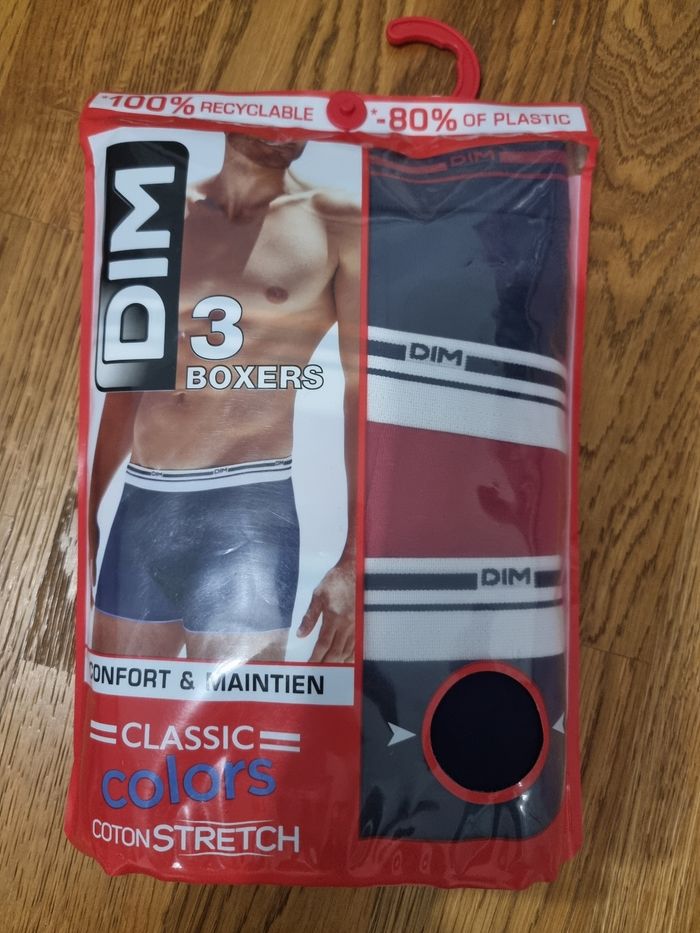 *100% RECYCLABLE
*-80% OF PLASTIC
DIM
3
BOXERS
DIM
DIM
DIM
DIM
DIM
CONFORT & MAINTIEN
CLASSIC
colors
COTON STRETCH